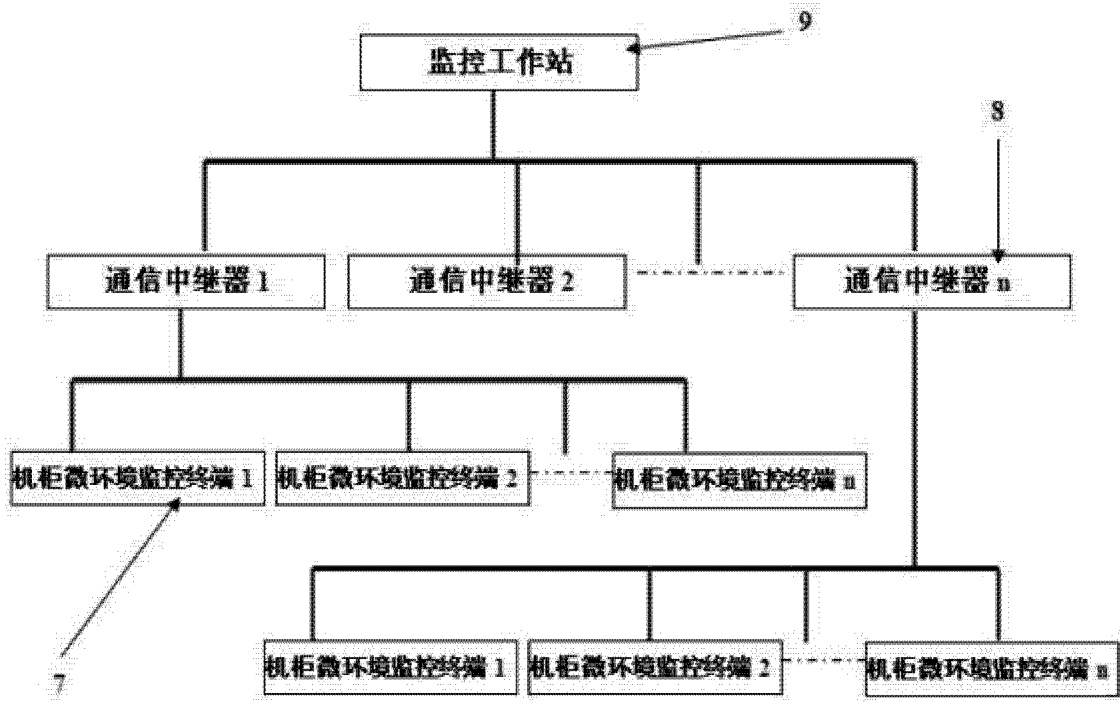 9
监控工作站
8
通信中继器 1
通信中继器 2
通信中继器 n
机柜微环境监控终端 1
机柜微环境监控终端 2
机柜微环境监控终端 n
7
机柜微环境监控终端 1
机柜微环境监控终端 2
机柜微环境监控终端 n